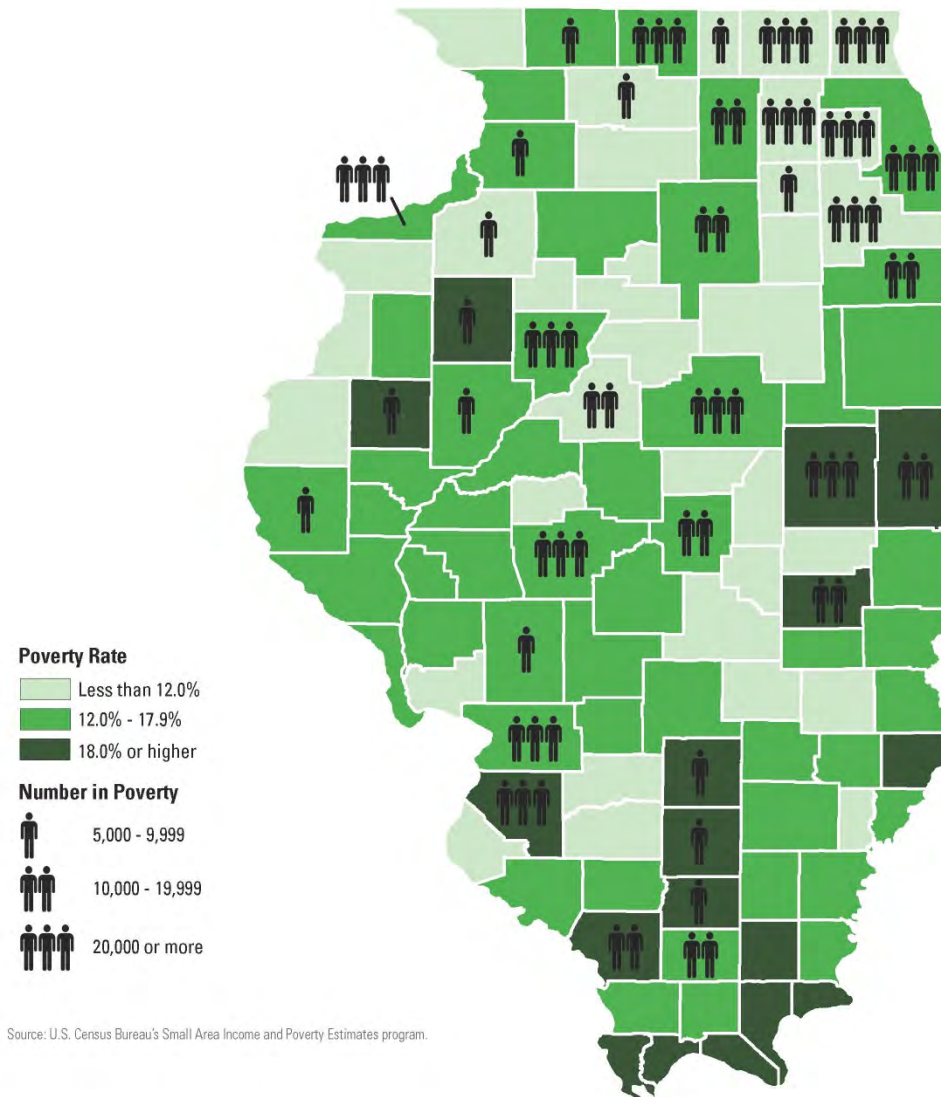 Poverty Rate
Less than 12.0%
12.0% - 17.9%
18.0% or higher
Number in Poverty
5,000 - 9,999
10,000 - 19,999
20,000 or more
Source: U.S. Census Bureau's Small Area Income and Poverty Estimates program.